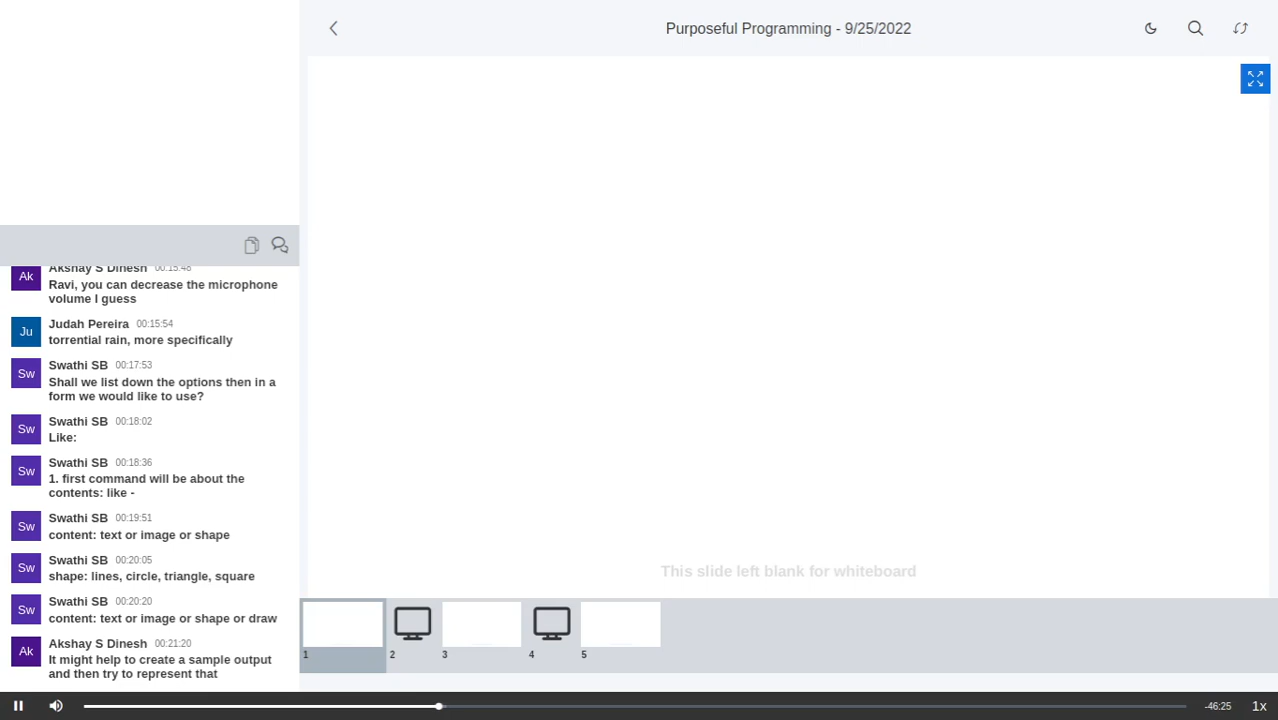 Purposeful Programming - 9/25/2022
Ak
Akshay S Dinesh 00:15:48
Ravi, you can decrease the microphone
volume I guess
Ju
Judah Pereira 00:15:54
torrential rain, more specifically
Sw
Swathi SB 00:17:53
Shall we list down the options then in a
form we would like to use?
Sw
Swathi SB 00:18:02
Like:
Sw
Swathi SB 00:18:36
1. first command will be about the
contents: like -
Sw
Swathi SB 00:19:51
content: text or image or shape
Sw
Swathi SB 00:20:05
shape: lines, circle, triangle, square
Sw
Swathi SB 00:20:20
content: text or image or shape or draw
Ak
Akshay S Dinesh 00:21:20
It might help to create a sample output
and then try to represent that
This slide left blank for whiteboard
1 2 3 4 5
-46:25 1x